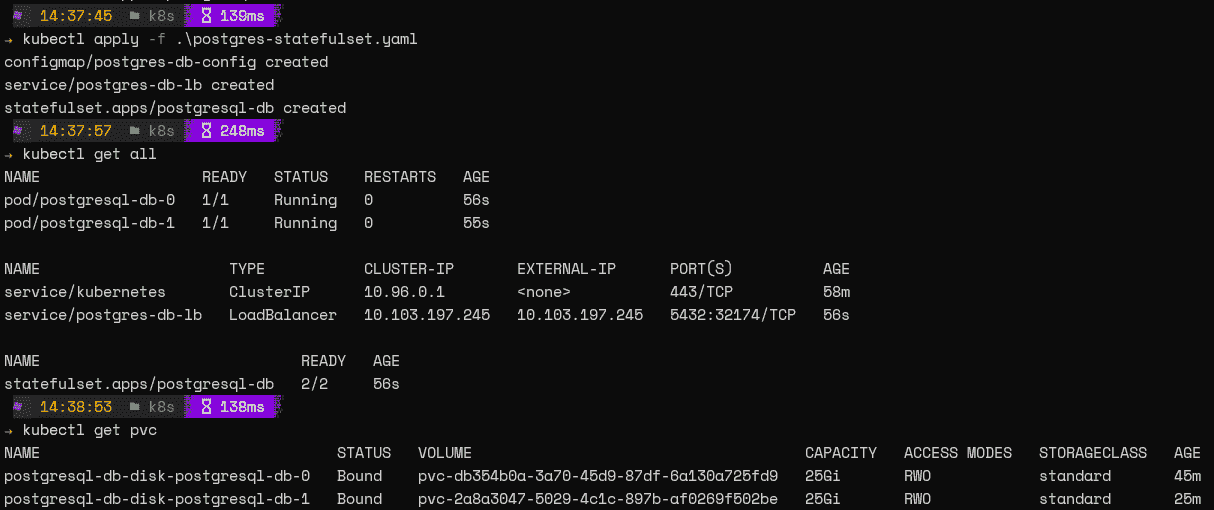 14:37:45 k8s 139ms
→ kubectl apply -f .\postgres-statefulset.yaml
configmap/postgres-db-config created
service/postgres-db-lb created
statefulset.apps/postgresql-db created
14:37:57 k8s 248ms
→ kubectl get all
NAME READY STATUS RESTARTS AGE
pod/postgresql-db-0 1/1 Running 0 56s
pod/postgresql-db-1 1/1 Running 0 55s
NAME TYPE CLUSTER-IP EXTERNAL-IP PORT(S) AGE
service/kubernetes ClusterIP 10.96.0.1 <none> 443/TCP 58m
service/postgres-db-lb LoadBalancer 10.103.197.245 10.103.197.245 5432:32174/TCP 56s
NAME READY AGE
statefulset.apps/postgresql-db 2/2 56s
14:38:53 k8s 138ms
→ kubectl get pvc
NAME STATUS VOLUME CAPACITY ACCESS MODES STORAGECLASS AGE
postgresql-db-disk-postgresql-db-0 Bound pvc-db354b0a-3a70-45d9-87df-6a130a725fd9 25Gi RWO standard 45m
postgresql-db-disk-postgresql-db-1 Bound pvc-2a8a3047-5029-4c1c-897b-af0269f502be 25Gi RWO standard 25m